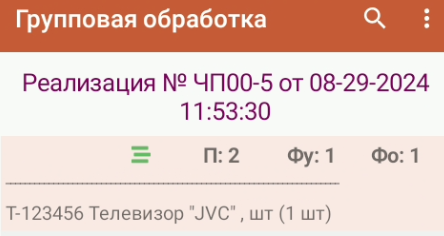 Групповая обработка
Реализация № ЧП00-5 от 08-29-2024
11:53:30
П: 2 Фу: 1 Фо: 1
Т-123456 Телевизор "JVC" , шт (1 шт)